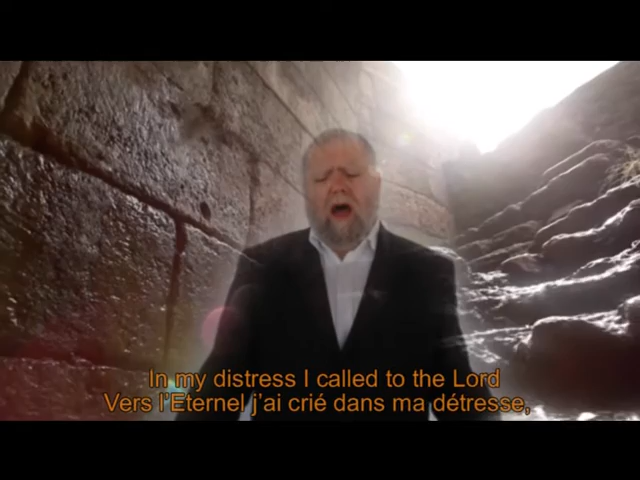 In my distress I called to the Lord
Vers l'Eternel j'ai crié dans ma détresse,